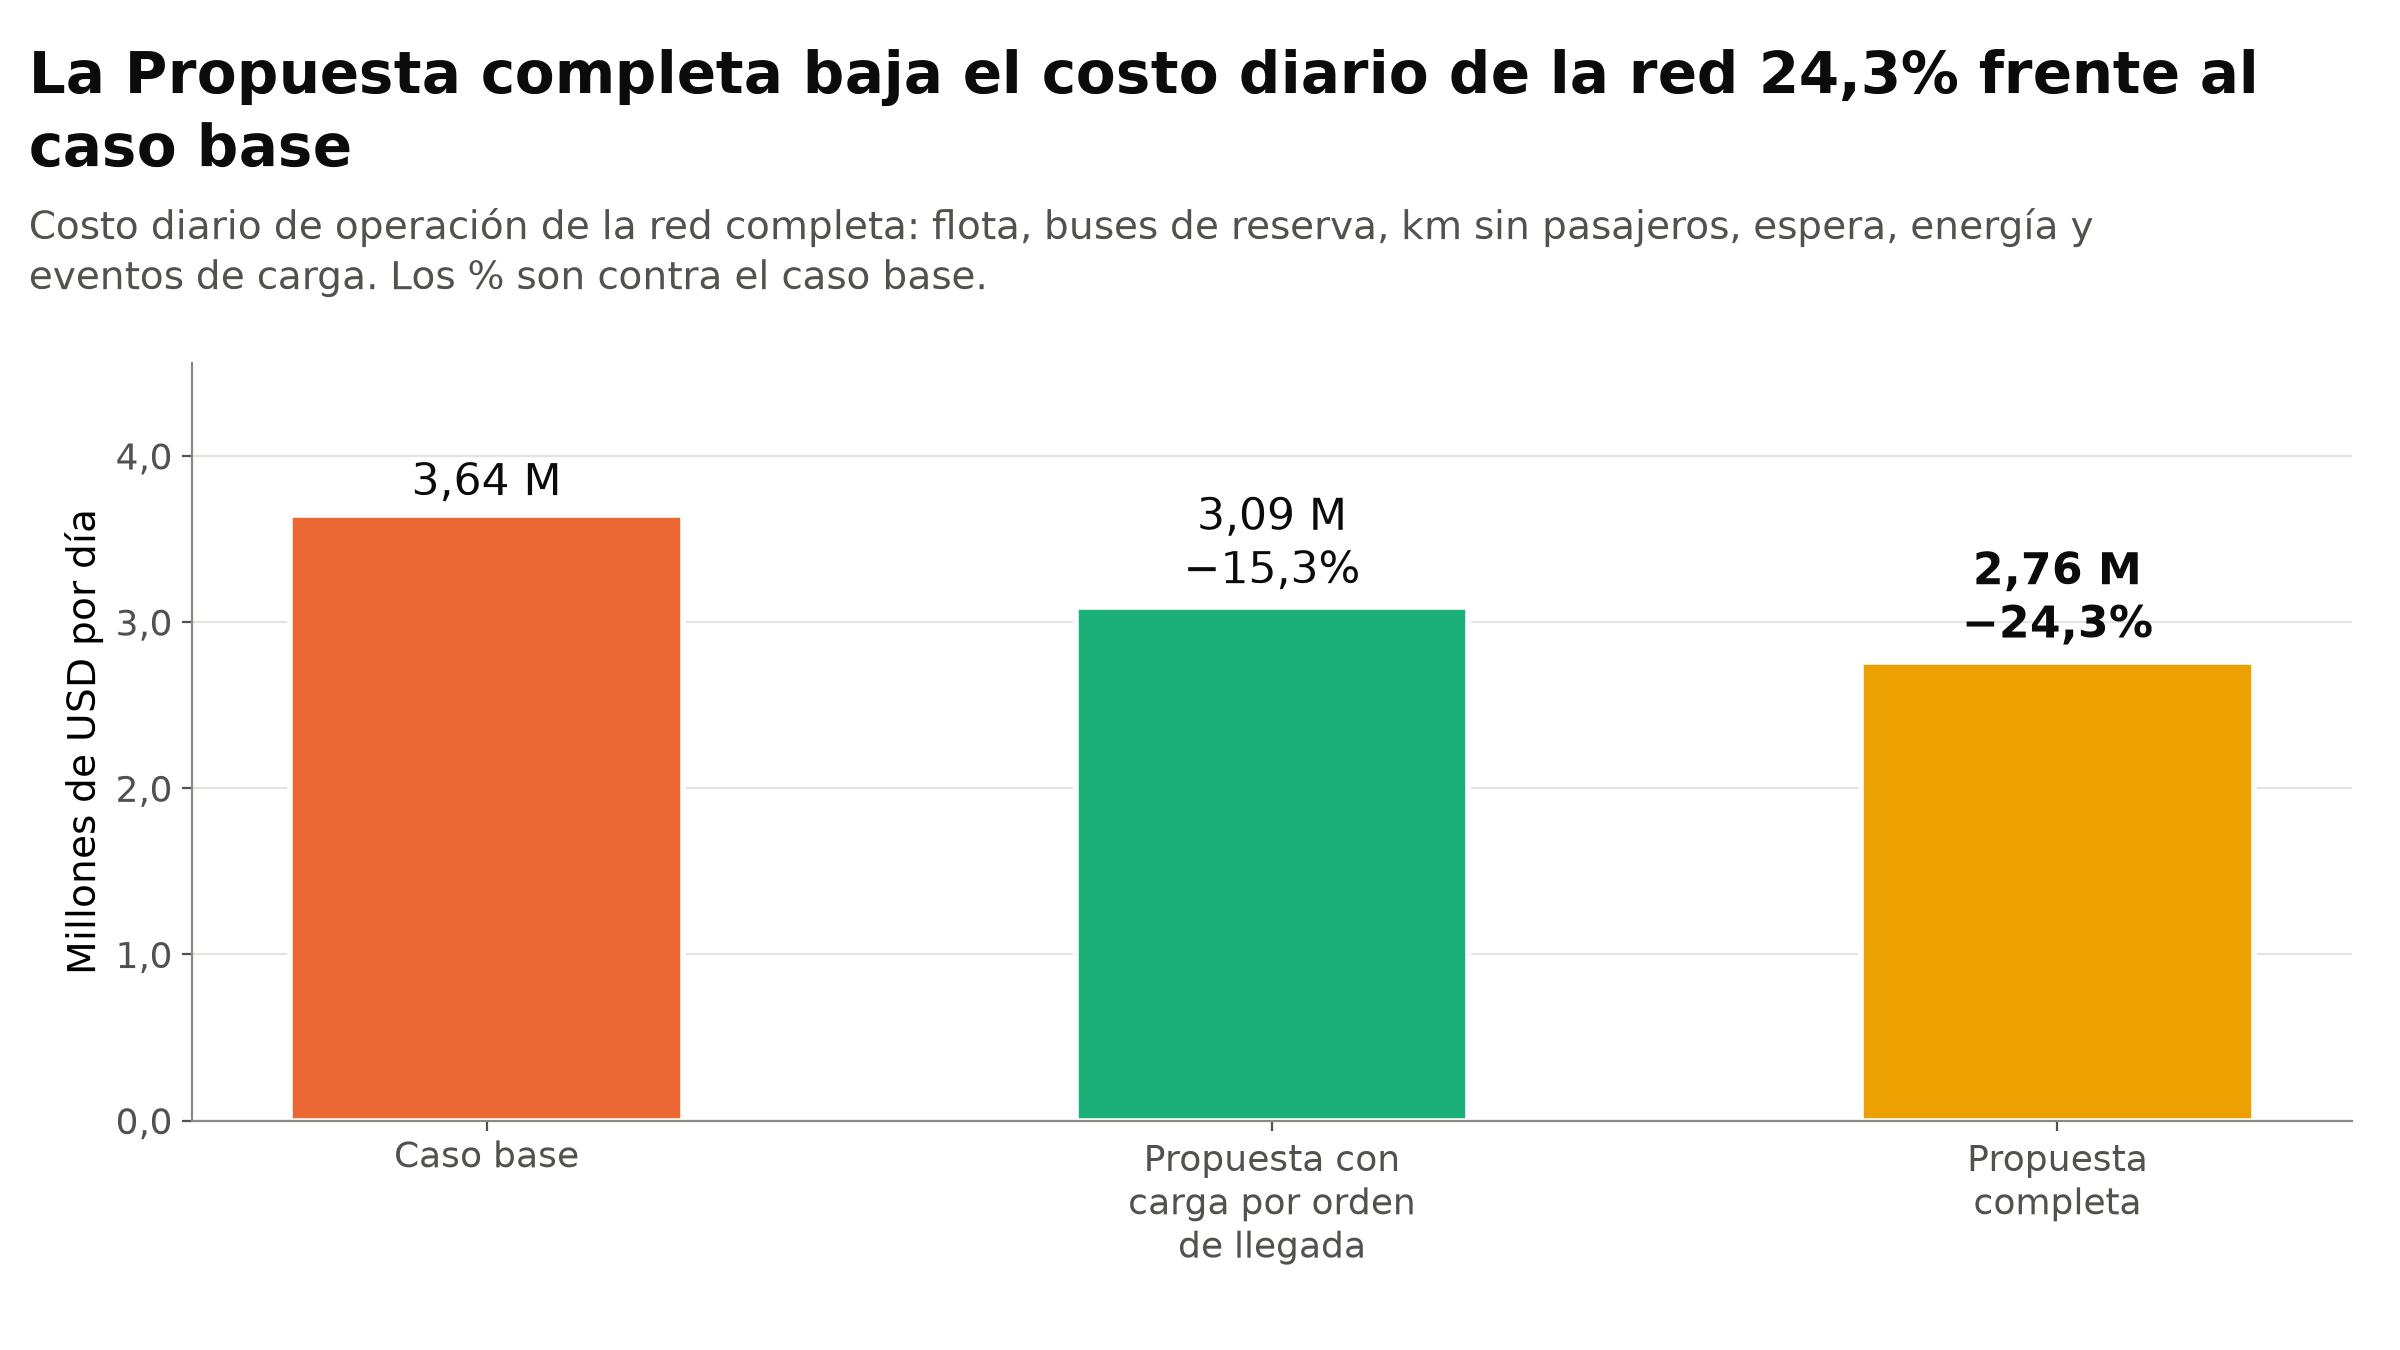 La Propuesta completa baja el costo diario de la red 24,3% frente al
caso base
Costo diario de operación de la red completa: flota, buses de reserva, km sin pasajeros, espera, energía y
eventos de carga. Los % son contra el caso base.
Millones de USD por día
4,0
3,0
2,0
1,0
0,0
3,64 M
3,09 M
−15,3%
2,76 M
−24,3%
Caso base
Propuesta con
carga por orden
de llegada
Propuesta
completa